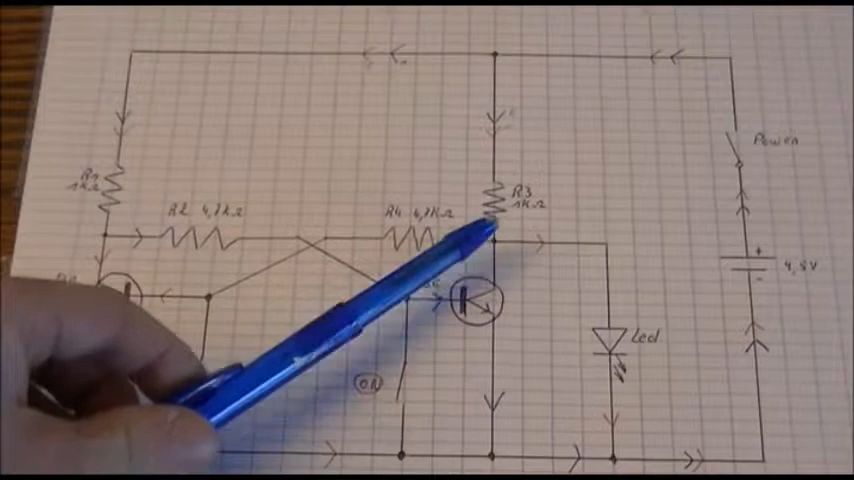 Power
R1
1KΩ
R3
1KΩ
R2 4,7KΩ
R4 4,7KΩ
+
4,5V
-
Led
ON